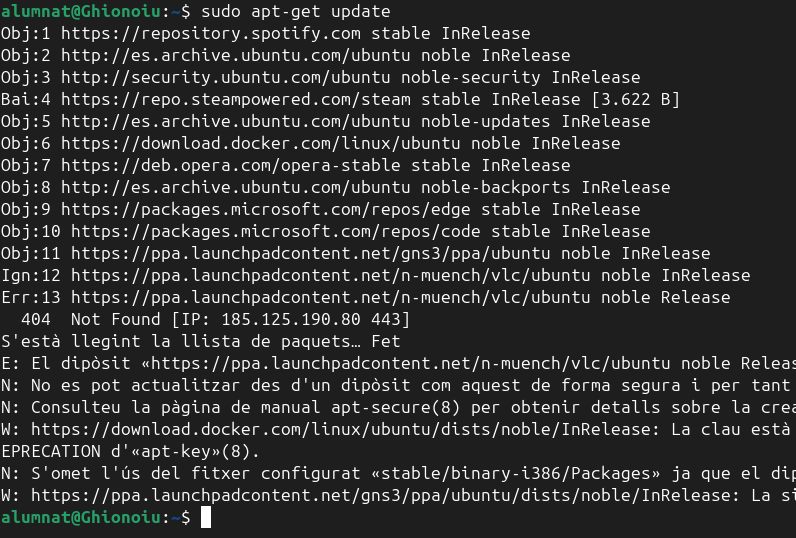 alumnat@Ghionoiu:~$ sudo apt-get update
Obj:1 https://repository.spotify.com stable InRelease
Obj:2 http://es.archive.ubuntu.com/ubuntu noble InRelease
Obj:3 http://security.ubuntu.com/ubuntu noble-security InRelease
Bai:4 https://repo.steampowered.com/steam stable InRelease [3.622 B]
Obj:5 http://es.archive.ubuntu.com/ubuntu noble-updates InRelease
Obj:6 https://download.docker.com/linux/ubuntu noble InRelease
Obj:7 https://deb.opera.com/opera-stable stable InRelease
Obj:8 http://es.archive.ubuntu.com/ubuntu noble-backports InRelease
Obj:9 https://packages.microsoft.com/repos/edge stable InRelease
Obj:10 https://packages.microsoft.com/repos/code stable InRelease
Obj:11 https://ppa.launchpadcontent.net/gns3/ppa/ubuntu noble InRelease
Ign:12 https://ppa.launchpadcontent.net/n-muench/vlc/ubuntu noble InRelease
Err:13 https://ppa.launchpadcontent.net/n-muench/vlc/ubuntu noble Release
  404  Not Found [IP: 185.125.190.80 443]
S'està llegint la llista de paquets… Fet
E: El dipòsit «https://ppa.launchpadcontent.net/n-muench/vlc/ubuntu noble Releas
N: No es pot actualitzar des d'un dipòsit com aquest de forma segura i per tant
N: Consulteu la pàgina de manual apt-secure(8) per obtenir detalls sobre la crea
W: https://download.docker.com/linux/ubuntu/dists/noble/InRelease: La clau està
EPRECATION d'«apt-key»(8).
N: S'omet l'ús del fitxer configurat «stable/binary-i386/Packages» ja que el dip
W: https://ppa.launchpadcontent.net/gns3/ppa/ubuntu/dists/noble/InRelease: La si
alumnat@Ghionoiu:~$